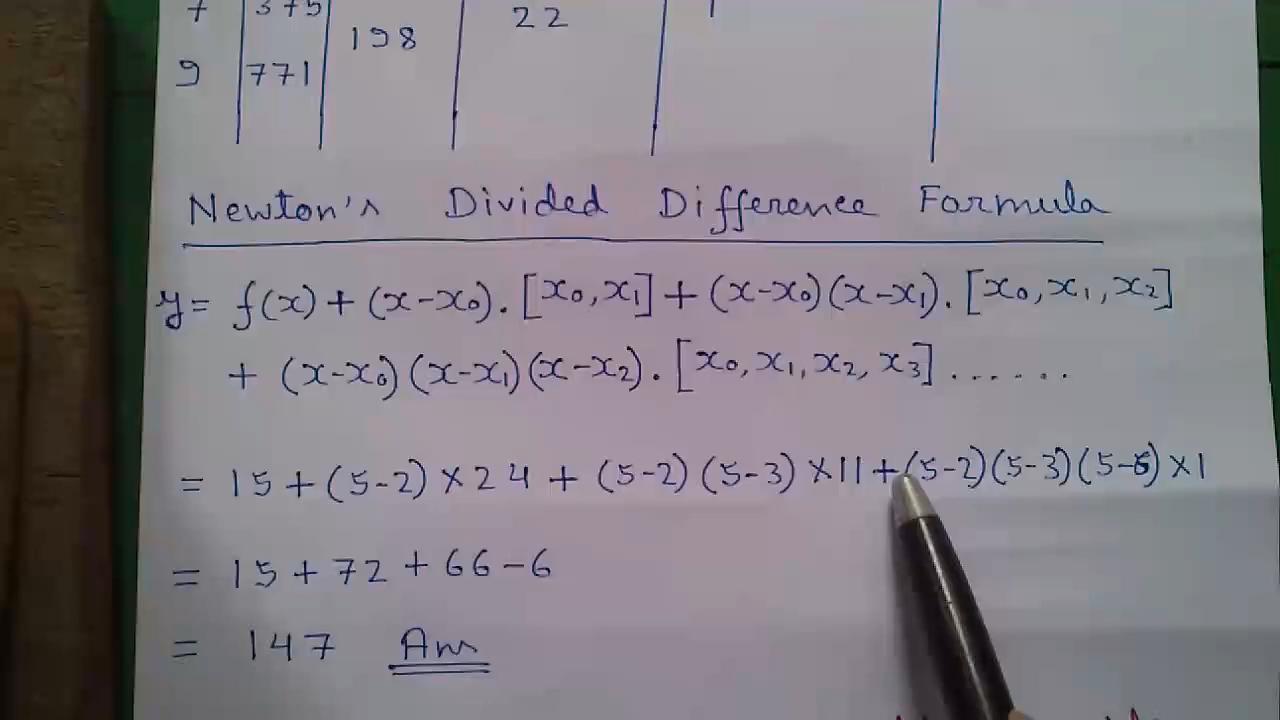 7 375
198 22
9 771
Newton's Divided Difference Formula
y = f(x) + (x-x0). [x0, x1] + (x-x0)(x-x1). [x0, x1, x2]
+ (x-x0)(x-x1)(x-x2). [x0, x1, x2, x3] ......
= 15 + (5-2) × 24 + (5-2)(5-3) × 11 + (5-2)(5-3)(5-6) × 1
= 15 + 72 + 66 - 6
= 147 Ans